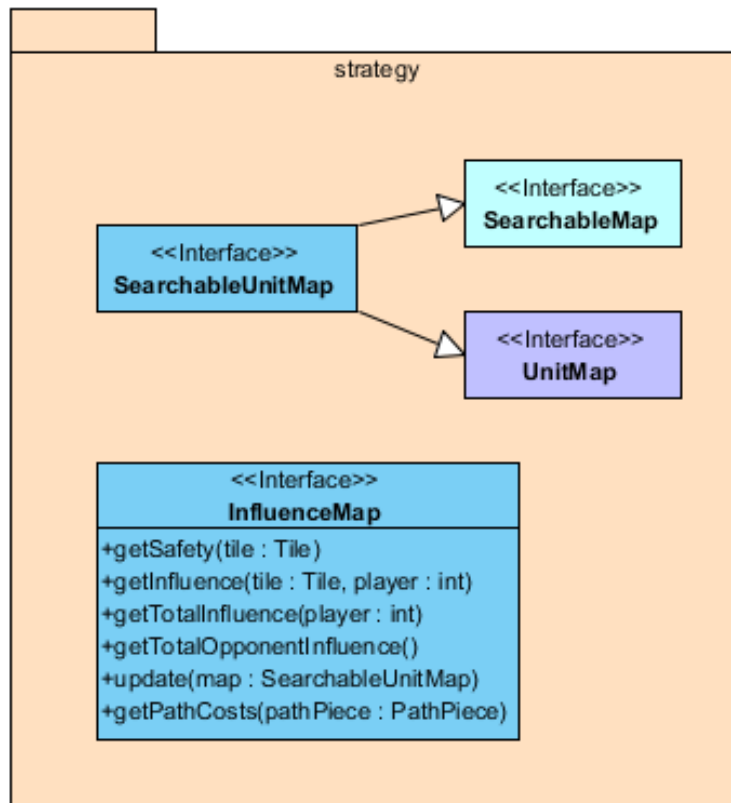 strategy
<<Interface>>
SearchableMap
<<Interface>>
SearchableUnitMap
<<Interface>>
UnitMap
<<Interface>>
InfluenceMap
+getSafety(tile : Tile)
+getInfluence(tile : Tile, player : int)
+getTotalInfluence(player : int)
+getTotalOpponentInfluence()
+update(map : SearchableUnitMap)
+getPathCosts(pathPiece : PathPiece)